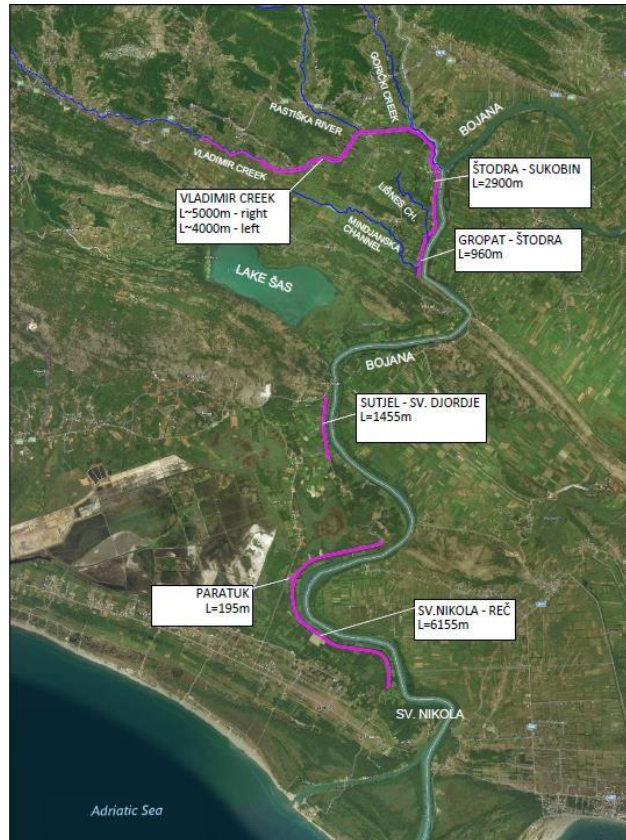 GORIČKI CREEK
RASTIŠKA RIVER
BOJANA
VLADIMIR CREEK
ŠTODRA - SUKOBIN
L=2900m
VLADIMIR CREEK
L~5000m - right
L~4000m - left
LIŠNES CH.
MINDJANSKA
CHANNEL
GROPAT - ŠTODRA
L=960m
LAKE ŠAS
BOJANA
SUTJEL - SV. DJORDJE
L=1455m
PARATUK
L=195m
SV.NIKOLA - REČ
L=6155m
SV. NIKOLA
Adriatic Sea